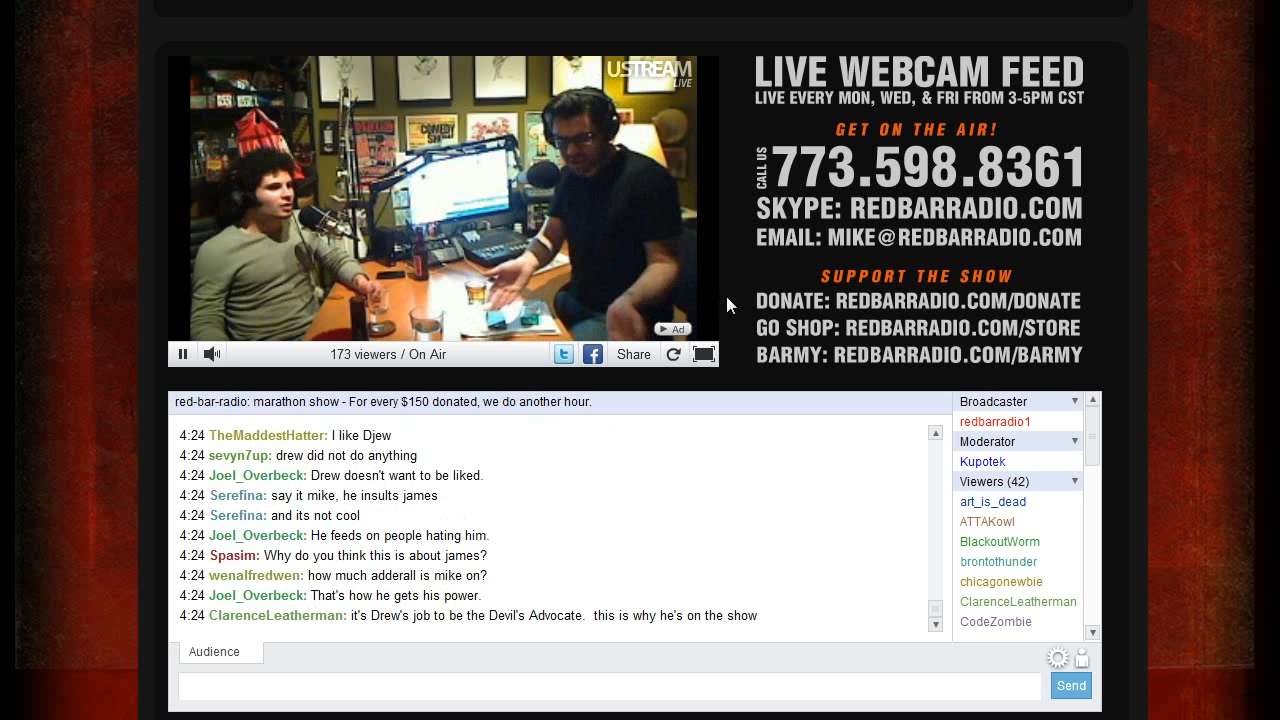 USTREAM
LIVE
COMEDY
Ad
173 viewers / On Air
Share
LIVE WEBCAM FEED
LIVE EVERY MON, WED, & FRI FROM 3-5PM CST
GET ON THE AIR!
CALL US 773.598.8361
SKYPE: REDBARRADIO.COM
EMAIL: MIKE@REDBARRADIO.COM
SUPPORT THE SHOW
DONATE: REDBARRADIO.COM/DONATE
GO SHOP: REDBARRADIO.COM/STORE
BARMY: REDBARRADIO.COM/BARMY
red-bar-radio: marathon show - For every $150 donated, we do another hour.
4:24 TheMaddestHatter: I like Djew
4:24 sevyn7up: drew did not do anything
4:24 Joel_Overbeck: Drew doesn't want to be liked.
4:24 Serefina: say it mike, he insults james
4:24 Serefina: and its not cool
4:24 Joel_Overbeck: He feeds on people hating him.
4:24 Spasim: Why do you think this is about james?
4:24 wenalfredwen: how much adderall is mike on?
4:24 Joel_Overbeck: That's how he gets his power.
4:24 ClarenceLeatherman: it's Drew's job to be the Devil's Advocate.  this is why he's on the show
Broadcaster
redbarradio1
Moderator
Kupotek
Viewers (42)
art_is_dead
ATTAKowl
BlackoutWorm
brontothunder
chicagonewbie
ClarenceLeatherman
CodeZombie
Audience
Send